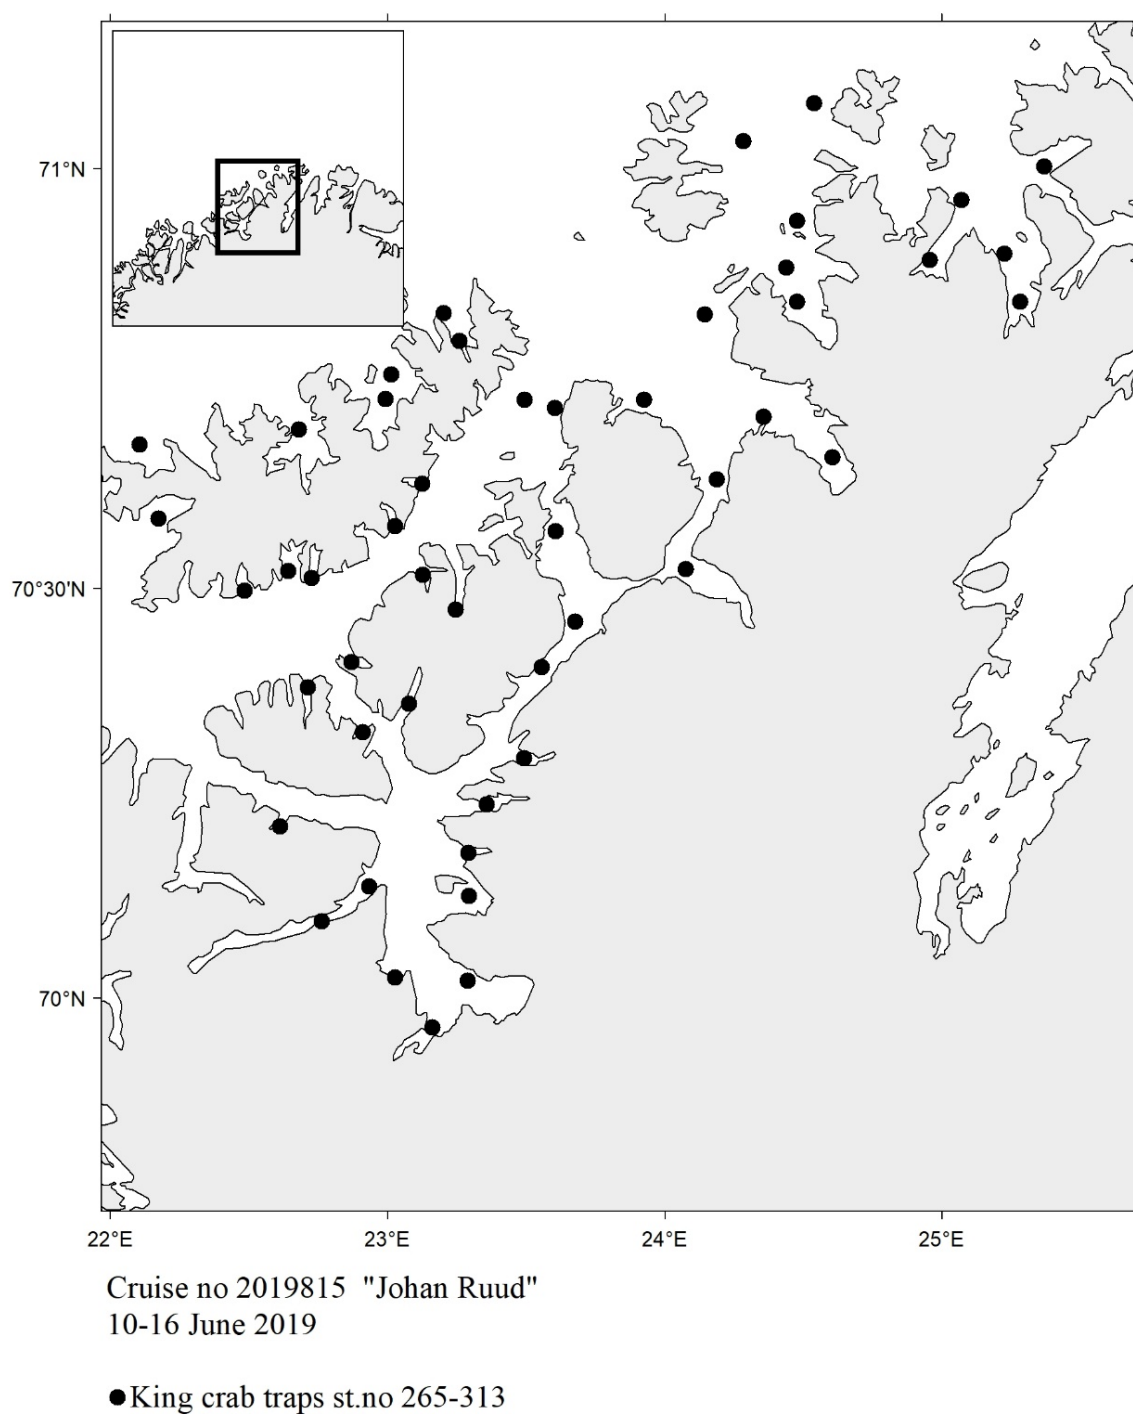 71°N
70°30'N
70°N
22°E 23°E 24°E 25°E
Cruise no 2019815 "Johan Ruud"
10-16 June 2019
King crab traps st.no 265-313